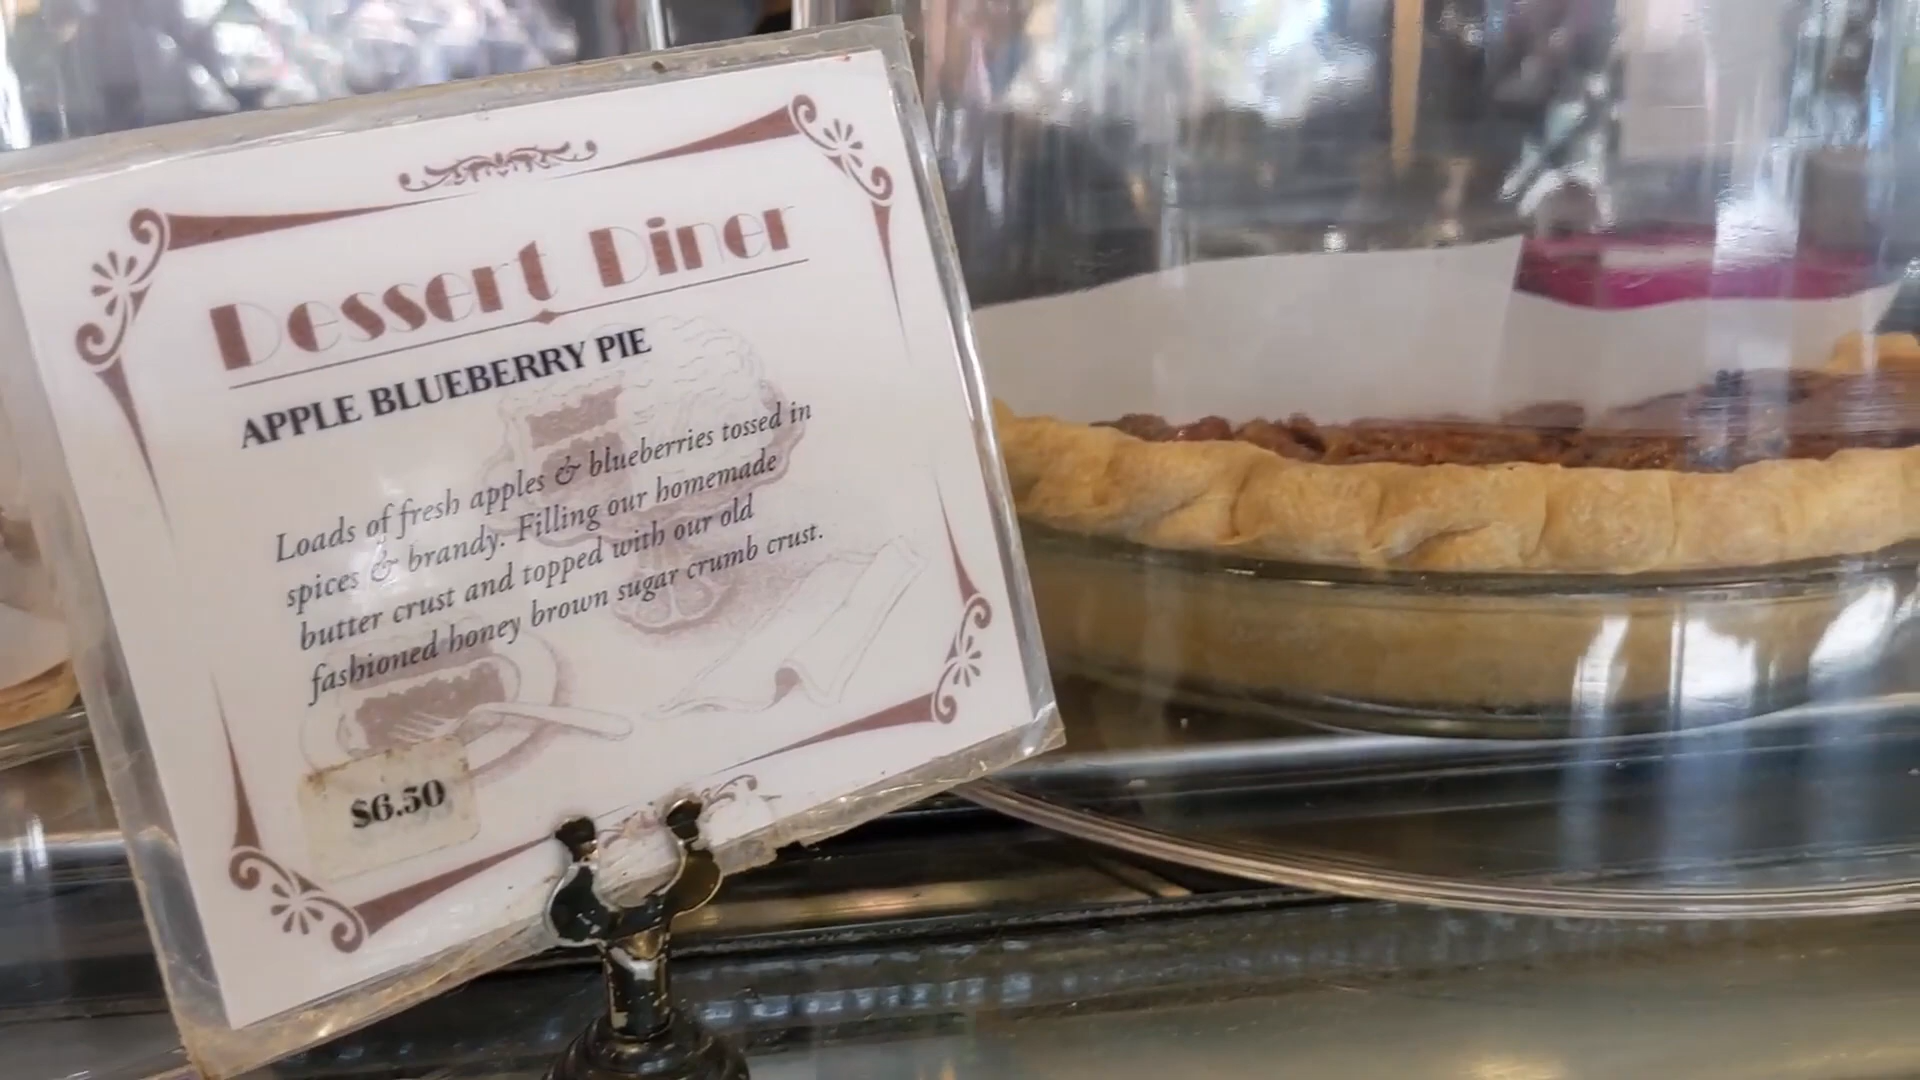 Dessert Diner
APPLE BLUEBERRY PIE
Loads of fresh apples & blueberries tossed in
spices & brandy. Filling our homemade
butter crust and topped with our old
fashioned honey brown sugar crumb crust.
$6.50